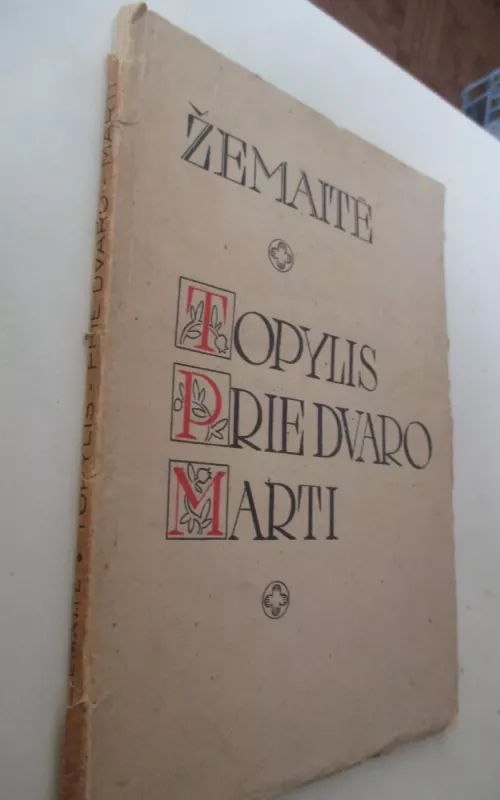 ŽEMAITĖ
TOPYLIS
PRIE DVARO
MARTI
ŽEMAITĖ • TOPYLIS - PRIE DVARO - MARTI